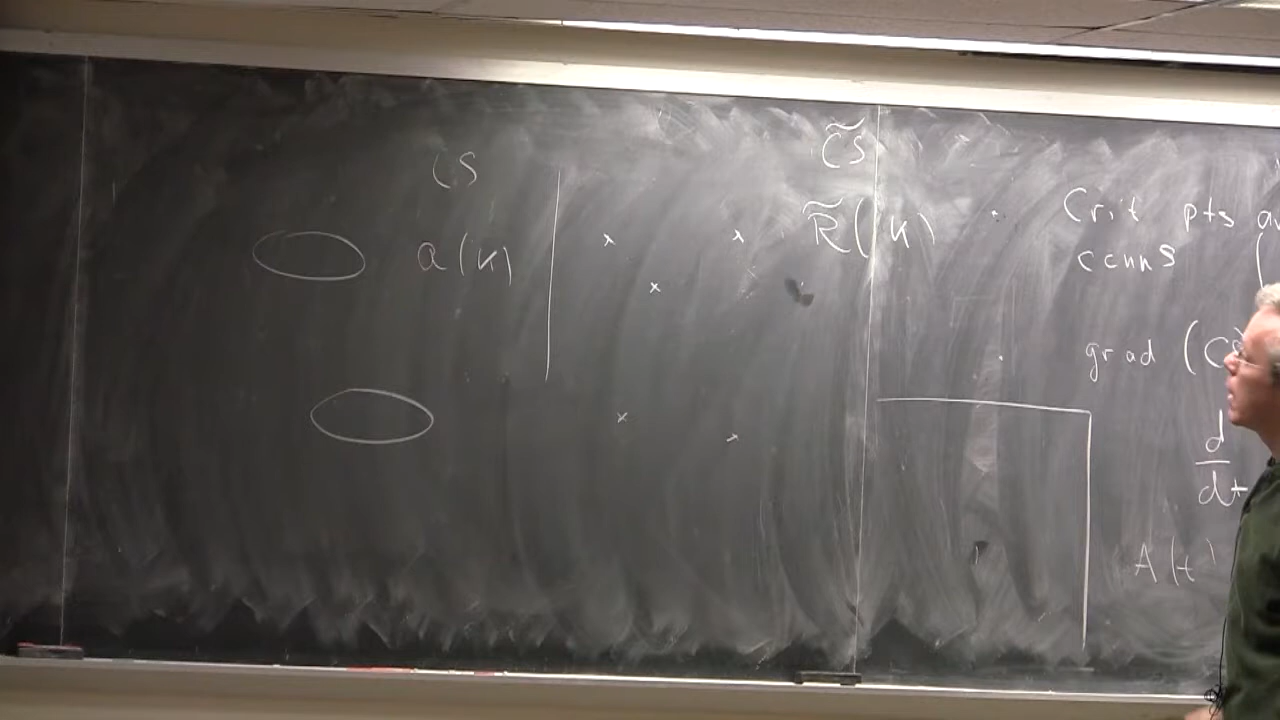 CS
R(K)
C͠S
R̃(K)
Crit pts
conns
grad (CS
d
dt
A(t)